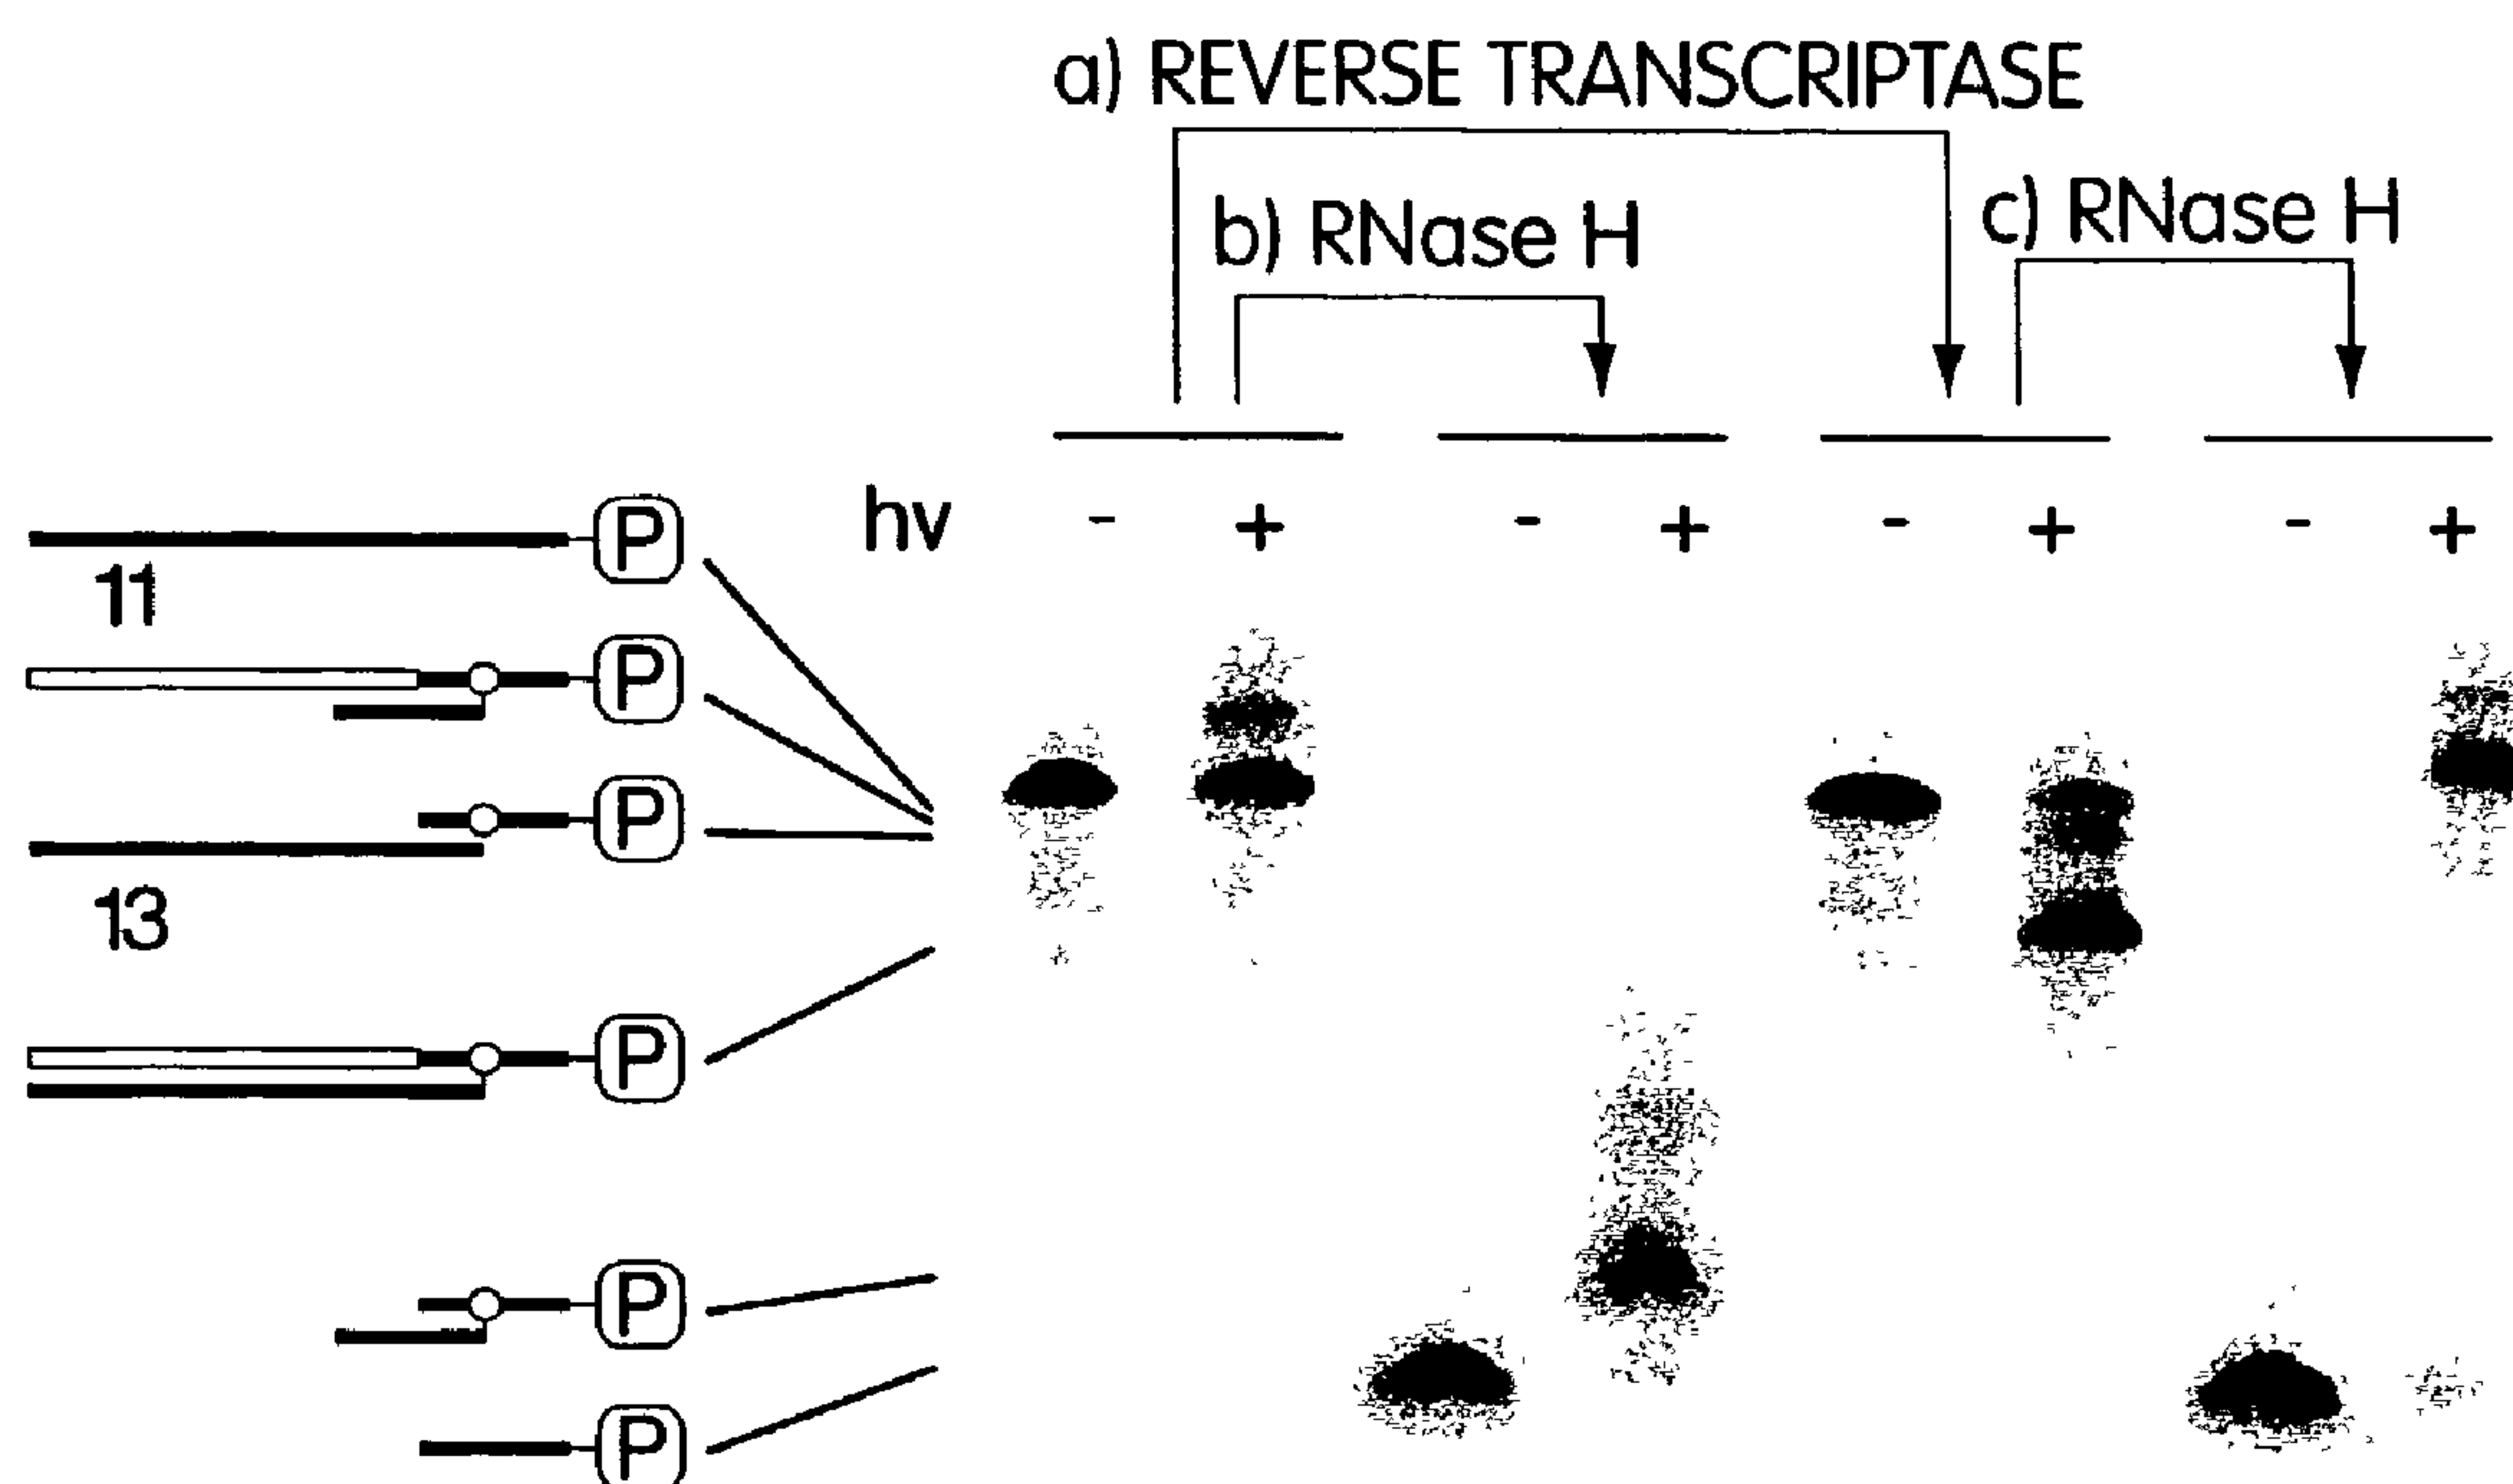 a) REVERSE TRANSCRIPTASE
b) RNase H
c) RNase H
hv - + - + - + - +
P
11
P
P
13
P
P
P